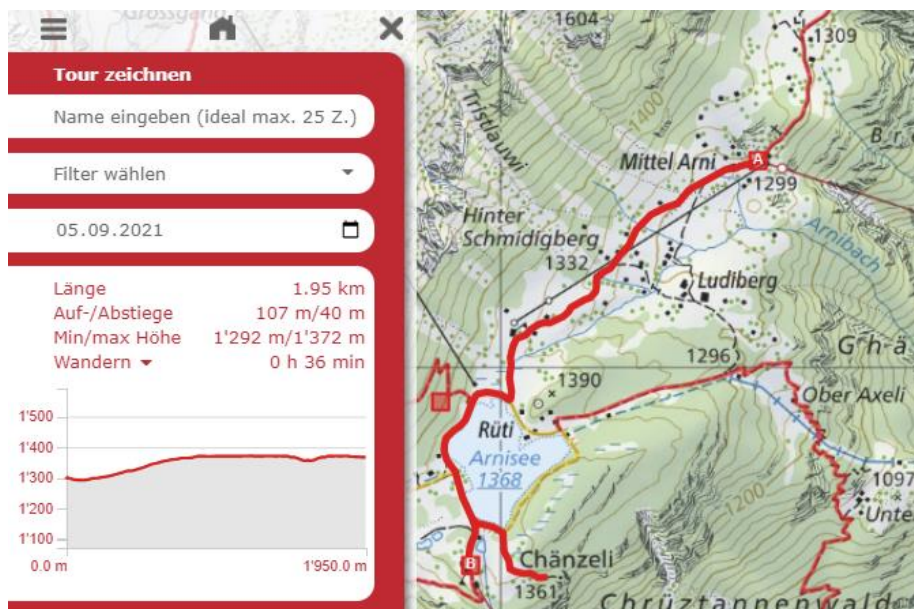 Tour zeichnen
Name eingeben (ideal max. 25 Z.)
Filter wählen
05.09.2021
Länge 1.95 km
Auf-/Abstiege 107 m/40 m
Min/max Höhe 1'292 m/1'372 m
Wandern 0 h 36 min
1'500
1'400
1'300
1'200
1'100
0.0 m 1'950.0 m
1604
1309
1400
Tristlauwi
Mittel Arni
A
1299
Hinter
Schmidigberg
1332
Arnibach
Ludiberg
1296
1390
Ober Axeli
Rüti
Arnisee
1368
1200
1097
Unte
Chänzeli
B
1361
Chrüztannenwald